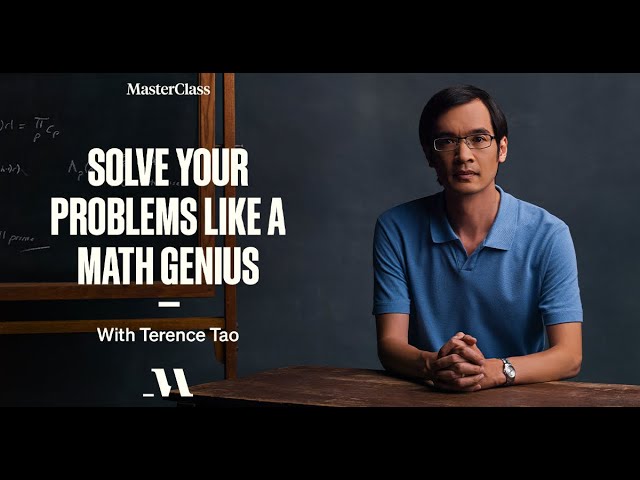 MasterClass
SOLVE YOUR
PROBLEMS LIKE A
MATH GENIUS
With Terence Tao